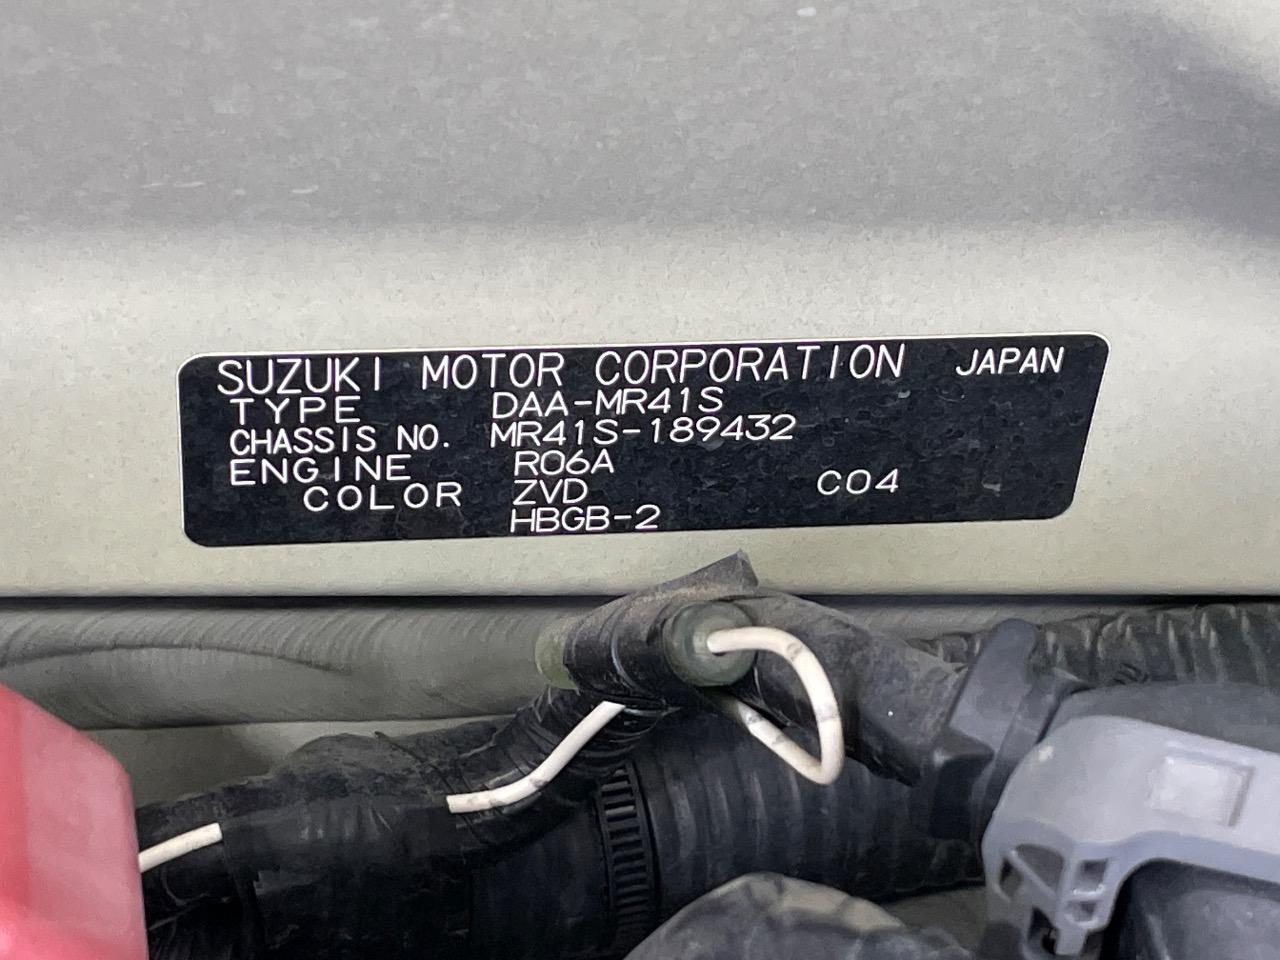 SUZUKI MOTOR CORPORATION JAPAN
TYPE DAA-MR41S
CHASSIS NO. MR41S-189432
ENGINE R06A
COLOR ZVD C04
HBGB-2